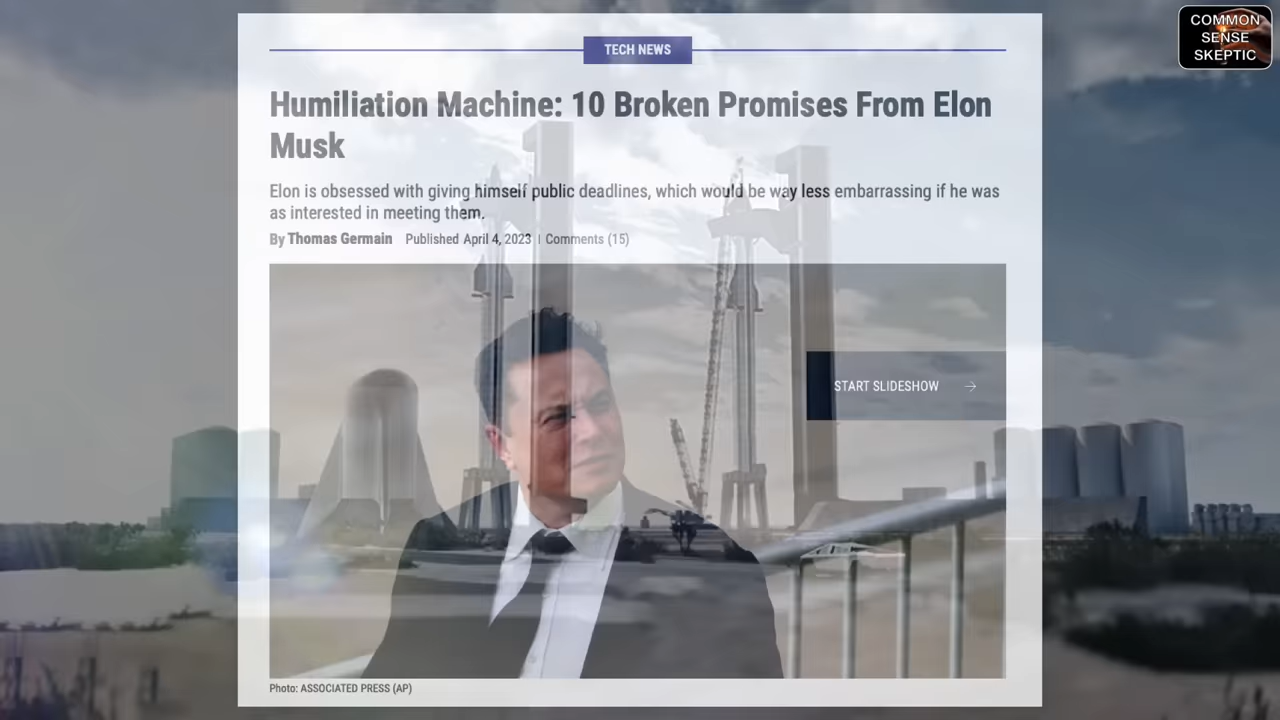 COMMON
SENSE
SKEPTIC
TECH NEWS
Humiliation Machine: 10 Broken Promises From Elon
Musk
Elon is obsessed with giving himself public deadlines, which would be way less embarrassing if he was
as interested in meeting them.
By Thomas Germain Published April 4, 2023 | Comments (15)
START SLIDESHOW →
Photo: ASSOCIATED PRESS (AP)